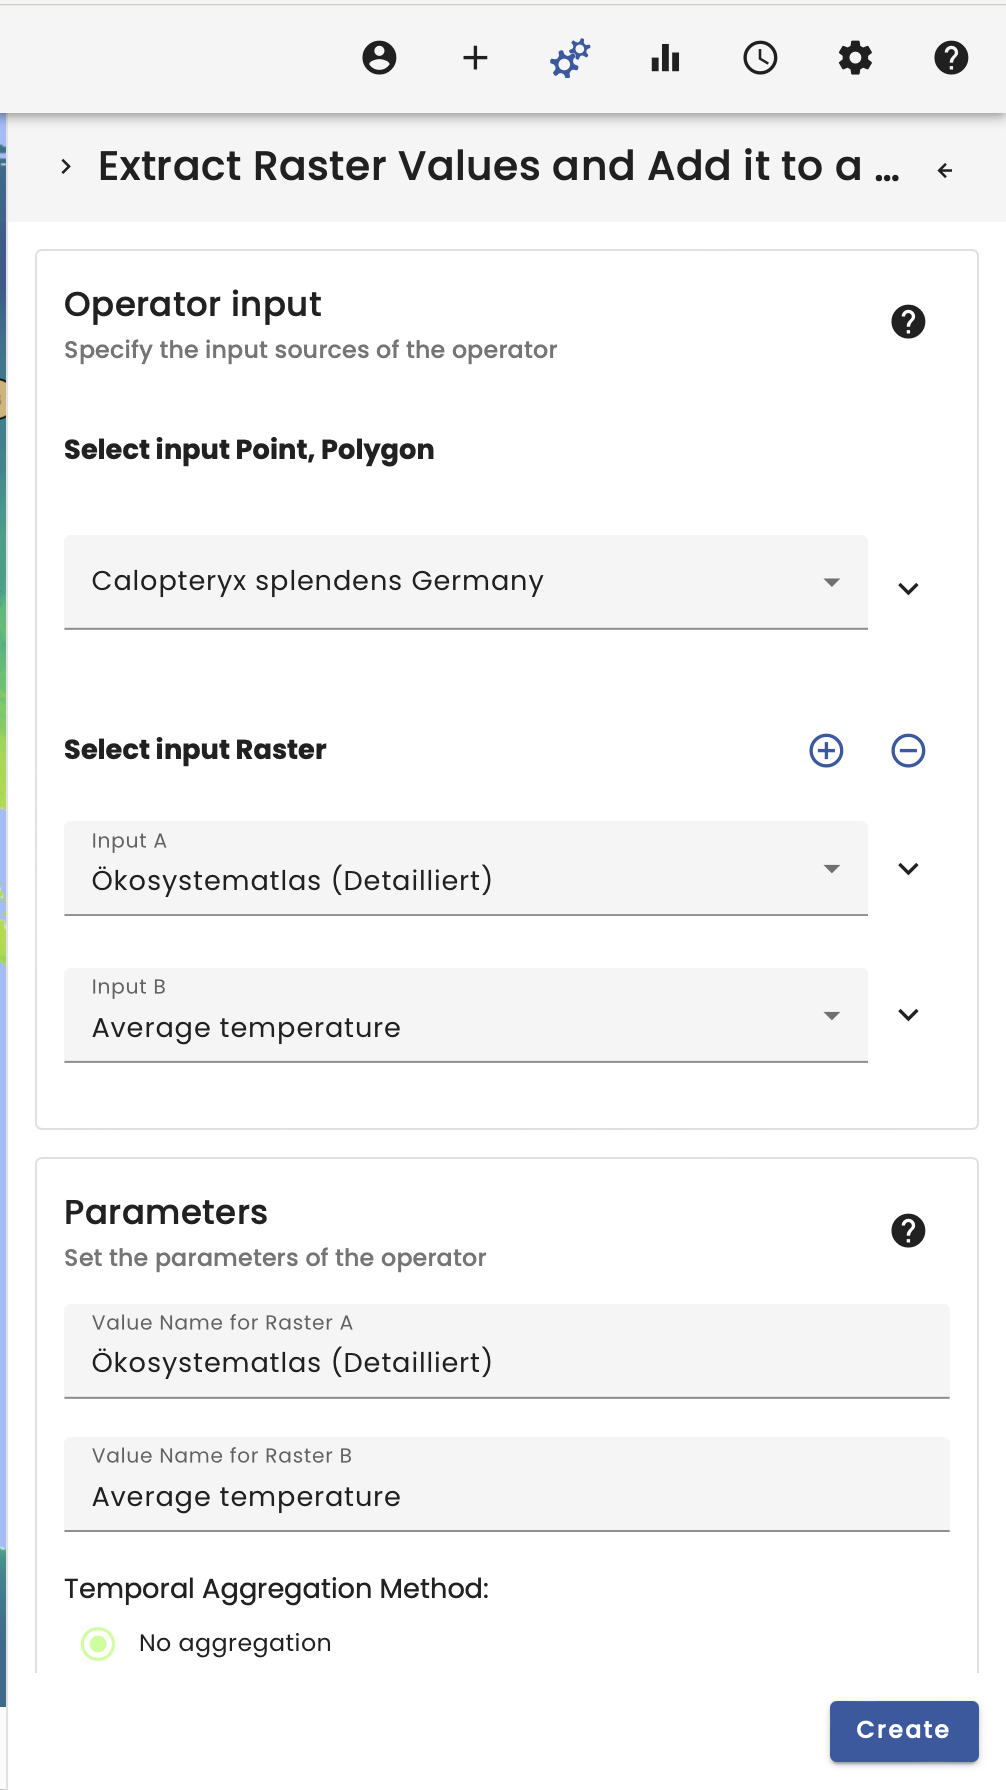 Extract Raster Values and Add it to a ...
Operator input
Specify the input sources of the operator
Select input Point, Polygon
Calopteryx splendens Germany
Select input Raster
Input A
Ökosystematlas (Detailliert)
Input B
Average temperature
Parameters
Set the parameters of the operator
Value Name for Raster A
Ökosystematlas (Detailliert)
Value Name for Raster B
Average temperature
Temporal Aggregation Method:
No aggregation
Create